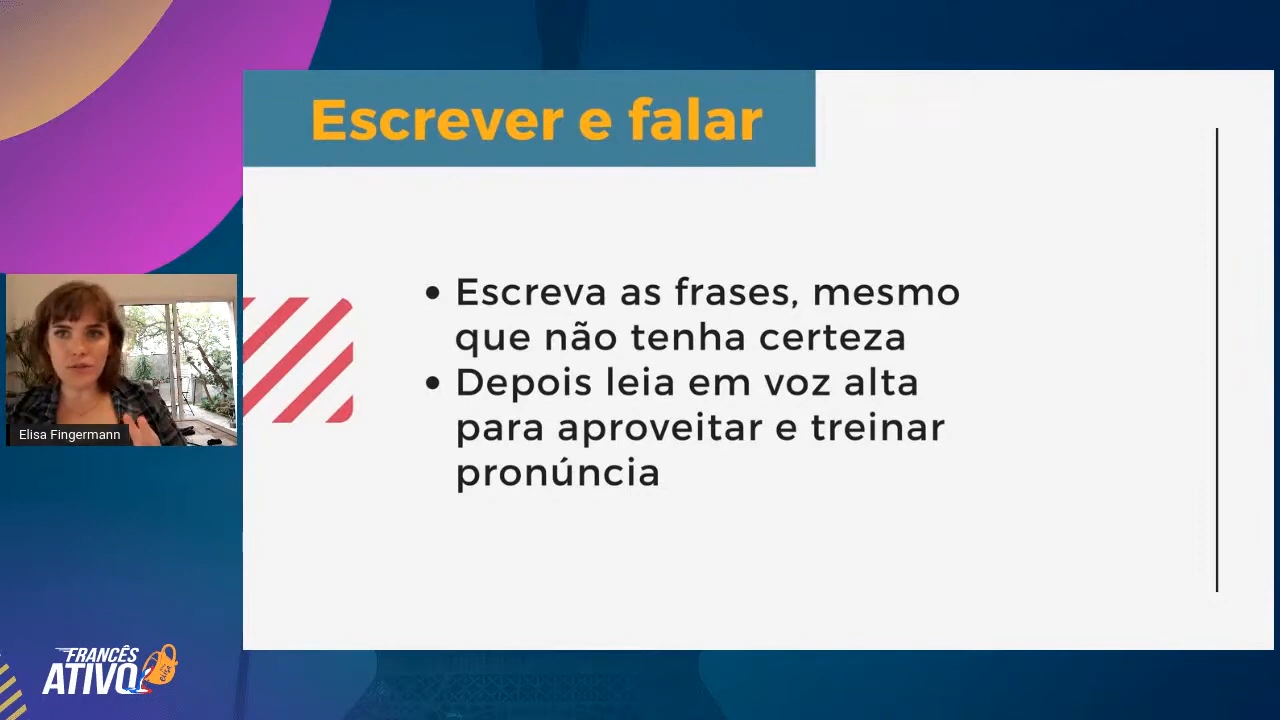 Escrever e falar
• Escreva as frases, mesmo
que não tenha certeza
• Depois leia em voz alta
para aproveitar e treinar
pronúncia
Elisa Fingermann
FRANCÊS
ATIVO
elisa